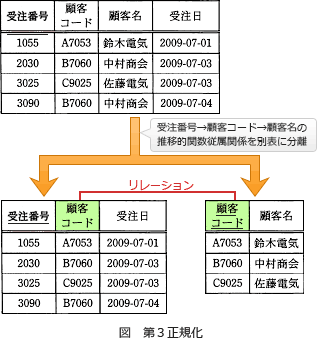 受注番号 顧客コード 顧客名 受注日
1055 A7053 鈴木電気 2009-07-01
2030 B7060 中村商会 2009-07-03
3025 C9025 佐藤電気 2009-07-03
3090 B7060 中村商会 2009-07-04
受注番号→顧客コード→顧客名の
推移的関数従属関係を別表に分離
リレーション
受注番号 顧客コード 受注日
1055 A7053 2009-07-01
2030 B7060 2009-07-03
3025 C9025 2009-07-03
3090 B7060 2009-07-04
顧客コード 顧客名
A7053 鈴木電気
B7060 中村商会
C9025 佐藤電気
図 第3正規化